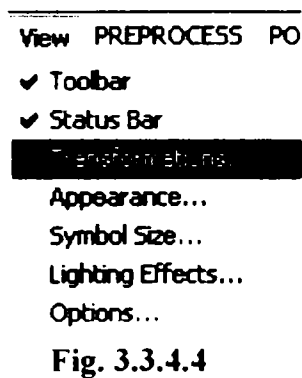 View PREPROCESS PO
✔ Toolbar
✔ Status Bar
Transformations...
Appearance...
Symbol Size...
Lighting Effects...
Options...
Fig. 3.3.4.4